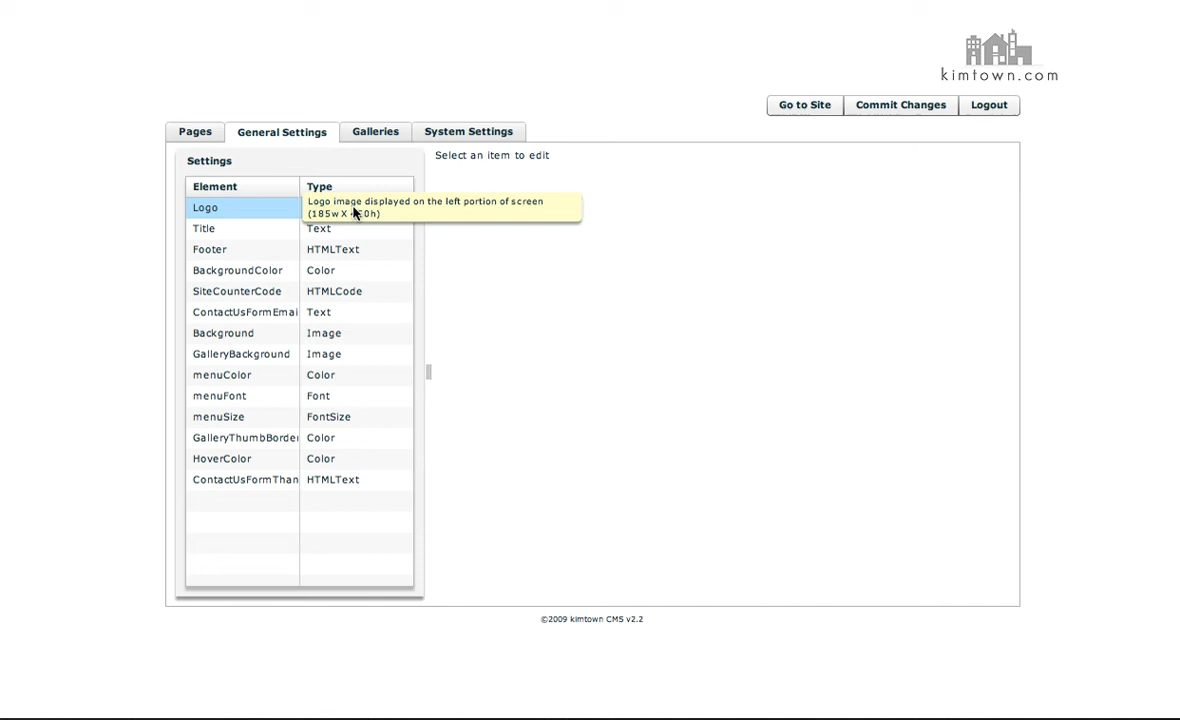 kimtown.com
Go to Site Commit Changes Logout
Pages General Settings Galleries System Settings
Settings
Select an item to edit
Element Type
Logo
Logo image displayed on the left portion of screen
(185w X
Title Text
Footer HTMLText
BackgroundColor Color
SiteCounterCode HTMLCode
ContactUsFormEmai Text
Background Image
GalleryBackground Image
menuColor Color
menuFont Font
menuSize FontSize
GalleryThumbBorder Color
HoverColor Color
ContactUsFormThan HTMLText
©2009 kimtown CMS v2.2